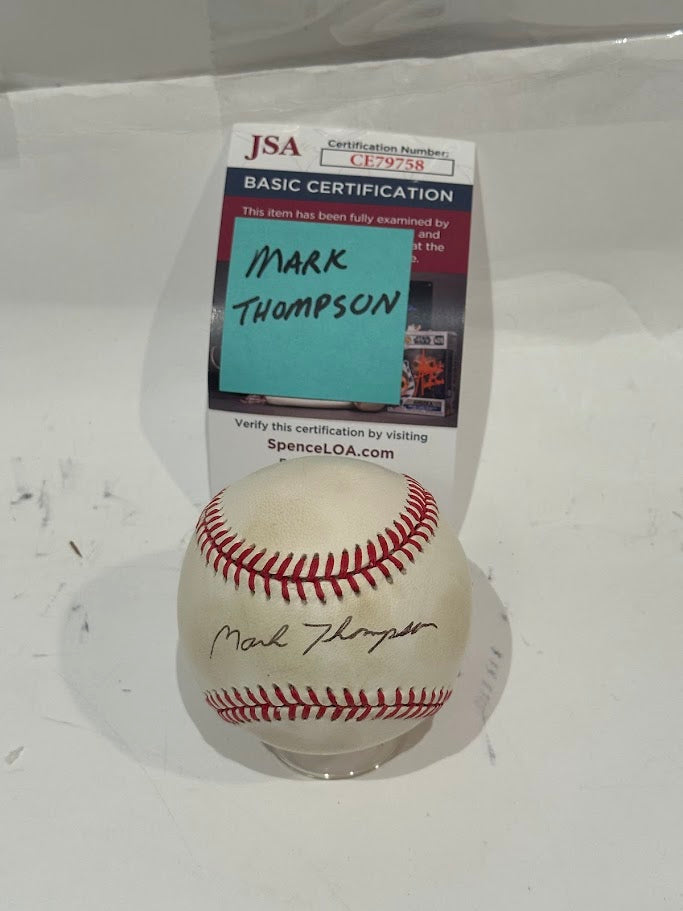 JSA
Certification Number:
CE79758
BASIC CERTIFICATION
This item has been fully examined by
and
at the
MARK
THOMPSON
Verify this certification by visiting
SpenceLOA.com
Mark Thompson